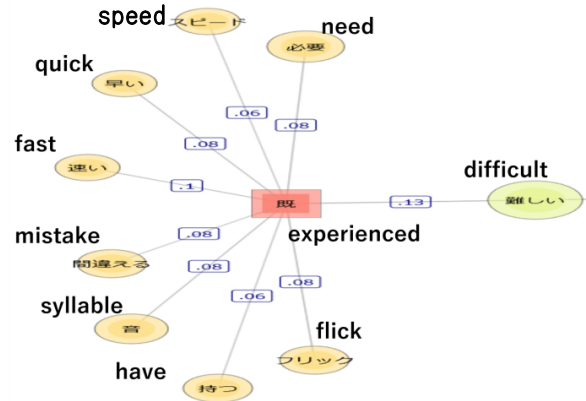 speed
スピード
need
必要
quick
早い
.06
.08
.08
fast
速い
.1
difficult
難しい
.13
既
experienced
mistake
間違える
.08
syllable
音
.08
.06
.08
flick
フリック
have
持つ